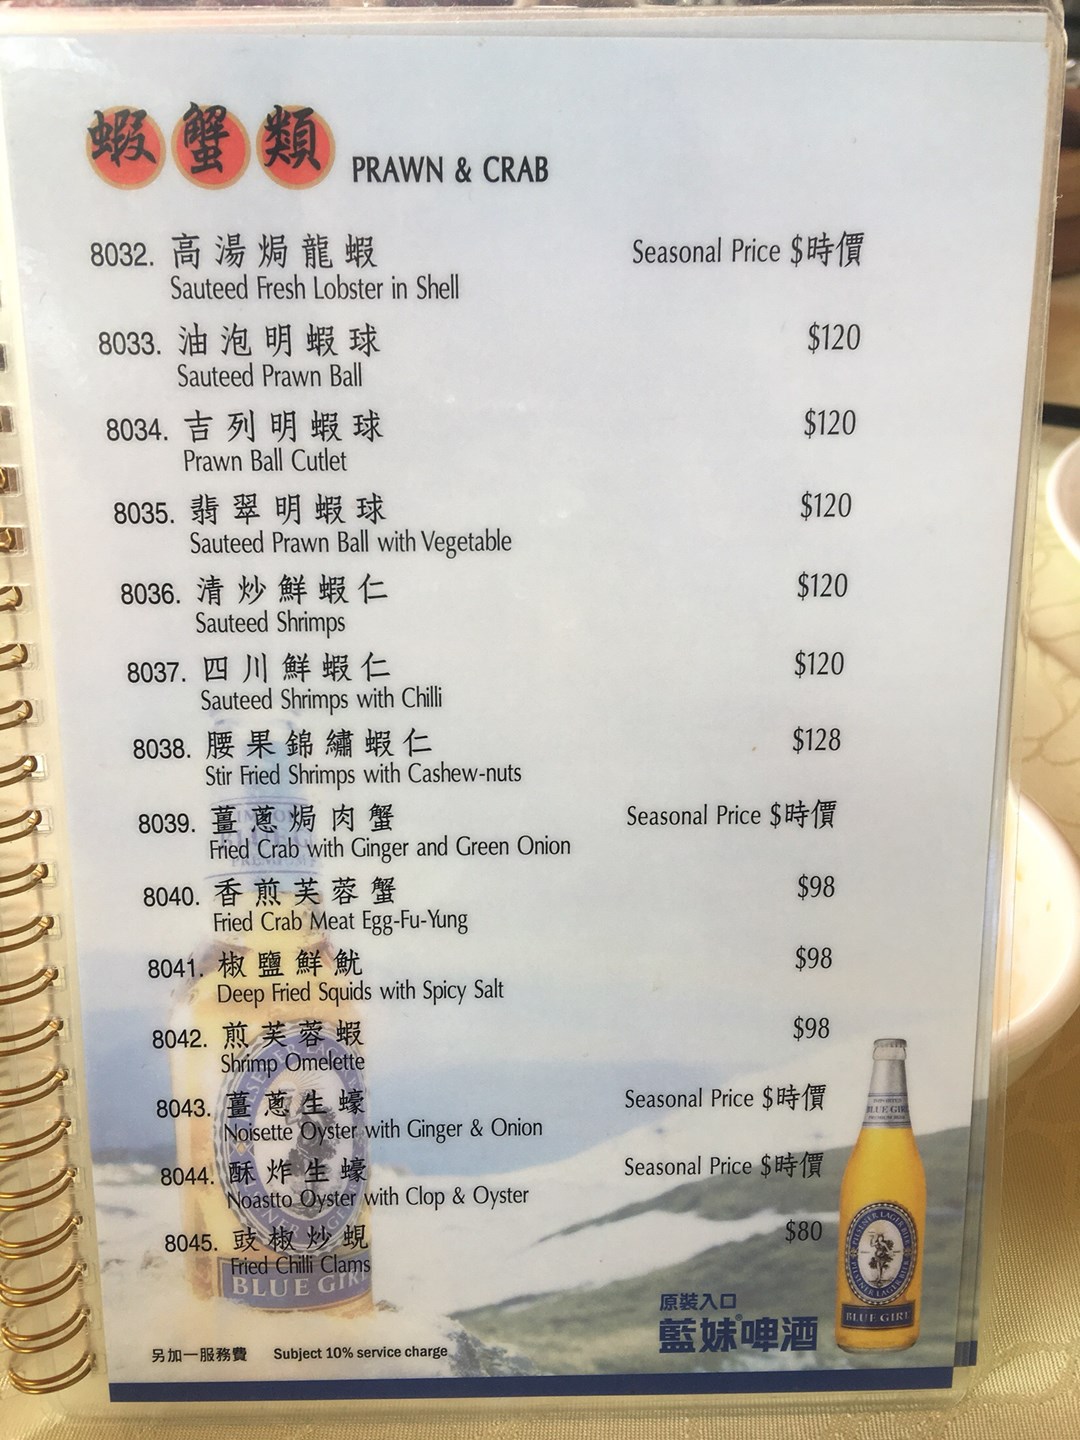 蝦蟹類 PRAWN & CRAB
8032. 高湯焗龍蝦 Seasonal Price $時價
Sauteed Fresh Lobster in Shell
8033. 油泡明蝦球 $120
Sauteed Prawn Ball
8034. 吉列明蝦球 $120
Prawn Ball Cutlet
8035. 翡翠明蝦球 $120
Sauteed Prawn Ball with Vegetable
8036. 清炒鮮蝦仁 $120
Sauteed Shrimps
8037. 四川鮮蝦仁 $120
Sauteed Shrimps with Chilli
8038. 腰果錦繡蝦仁 $128
Stir Fried Shrimps with Cashew-nuts
8039. 薑蔥焗肉蟹 Seasonal Price $時價
Fried Crab with Ginger and Green Onion
8040. 香煎芙蓉蟹 $98
Fried Crab Meat Egg-Fu-Yung
8041. 椒鹽鮮魷 $98
Deep Fried Squids with Spicy Salt
8042. 煎芙蓉蝦 $98
Shrimp Omelette
8043. 薑蔥生蠔 Seasonal Price $時價
Noisette Oyster with Ginger & Onion
8044. 酥炸生蠔 Seasonal Price $時價
Noastto Oyster with Clop & Oyster
8045. 豉椒炒蜆 $80
Fried Chilli Clams
BLUE GIRL
原裝入口
藍妹®啤酒
BLUE GIRL
PILSENER LAGER BIER
BLUE GIRL
另加一服務費 Subject 10% service charge